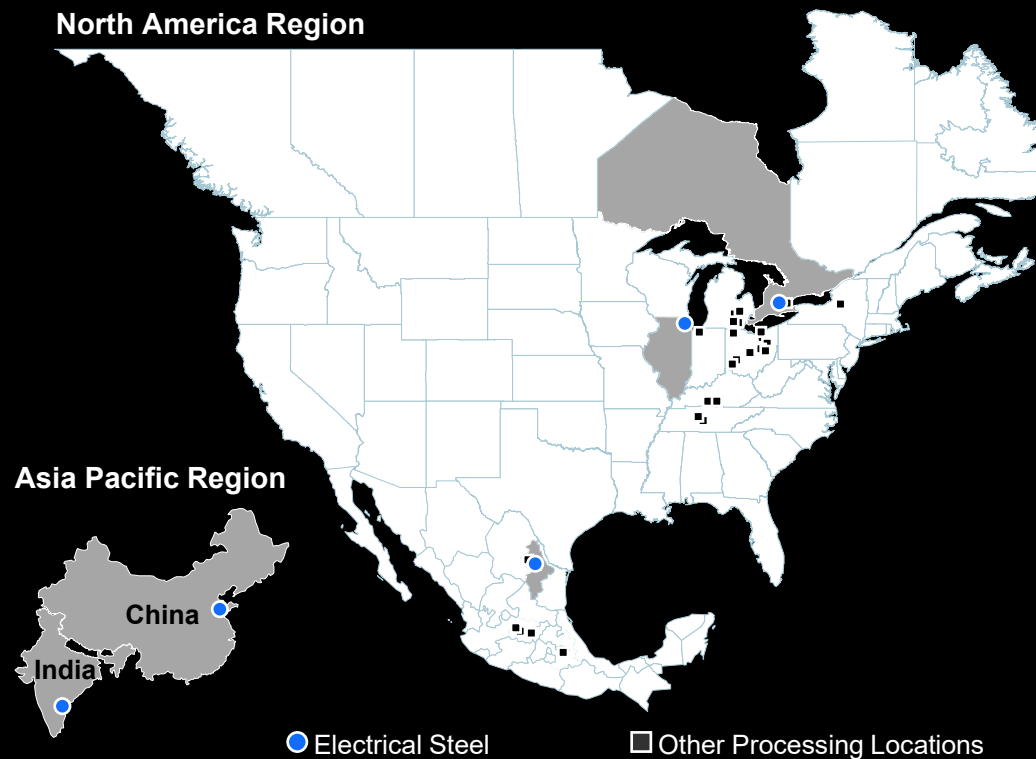 North America Region
Asia Pacific Region
China
India
Electrical Steel
Other Processing Locations